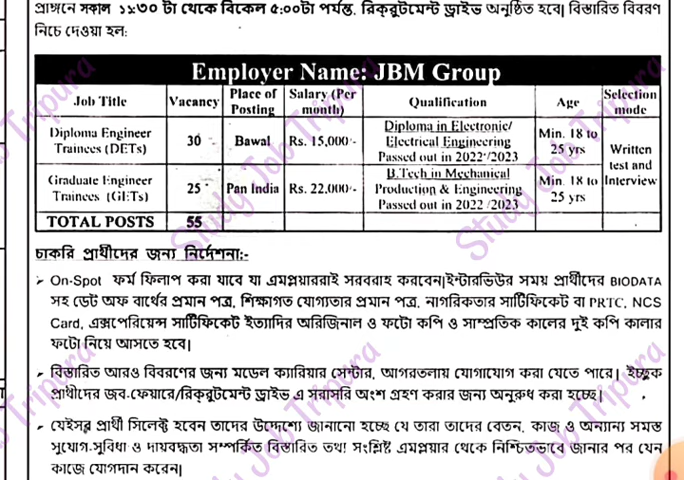 প্রাঙ্গনে সকাল ১১:৩০ টা থেকে বিকেল ৫:০০টা পর্যন্ত, রিক্রুটমেন্ট ড্রাইভ অনুষ্ঠিত হবে| বিস্তারিত বিবরণ
নিচে দেওয়া হল:
Employer Name: JBM Group
Job Title Vacancy Place of Posting Salary (Per month) Qualification Age Selection mode
Diploma Engineer Trainees (DETs) 30 Bawal Rs. 15,000/- Diploma in Electronic/ Electrical Engineering Passed out in 2022/2023 Min. 18 to 25 yrs Written test and Interview
Graduate Engineer Trainees (GETs) 25 Pan India Rs. 22,000/- B.Tech in Mechanical Production & Engineering Passed out in 2022/2023 Min. 18 to 25 yrs
TOTAL POSTS 55
চাকরি প্রার্থীদের জন্য নির্দেশনা:-
➢ On-Spot ফর্ম ফিলাপ করা যাবে যা এমপ্লয়াররাই সরবরাহ করবেন|ইন্টারভিউর সময় প্রার্থীদের BIODATA
সহ ডেট অফ বার্থের প্রমান পত্র, শিক্ষাগত যোগ্যতার প্রমান পত্র, নাগরিকতার সার্টিফিকেট বা PRTC, NCS
Card, এক্সপেরিয়েন্স সার্টিফিকেট ইত্যাদির অরিজিনাল ও ফটো কপি ও সাম্প্রতিক কালের দুই কপি কালার
ফটো নিয়ে আসতে হবে|
➢ বিস্তারিত আরও বিবরণের জন্য মডেল ক্যারিয়ার সেন্টার, আগরতলায় যোগাযোগ করা যেতে পারে| ইচ্ছুক
প্রার্থীদের জব-ফেয়ারে/রিক্রুটমেন্ট ড্রাইভ এ সরাসরি অংশ গ্রহণ করার জন্য অনুরুধ করা হচ্ছে|
➢ যেইসব প্রার্থী সিলেক্ট হবেন তাদের উদ্দেশ্যে জানানো হচ্ছে যে তারা তাদের বেতন, কাজ ও অন্যান্য সমস্ত
সুযোগ-সুবিধা ও দায়বদ্ধতা সম্পর্কিত বিস্তারিত তথ্য সংশ্লিষ্ট এমপ্লয়ার থেকে নিশ্চিতভাবে জানার পর যেন
কাজে যোগদান করেন|
Study Job Tripura